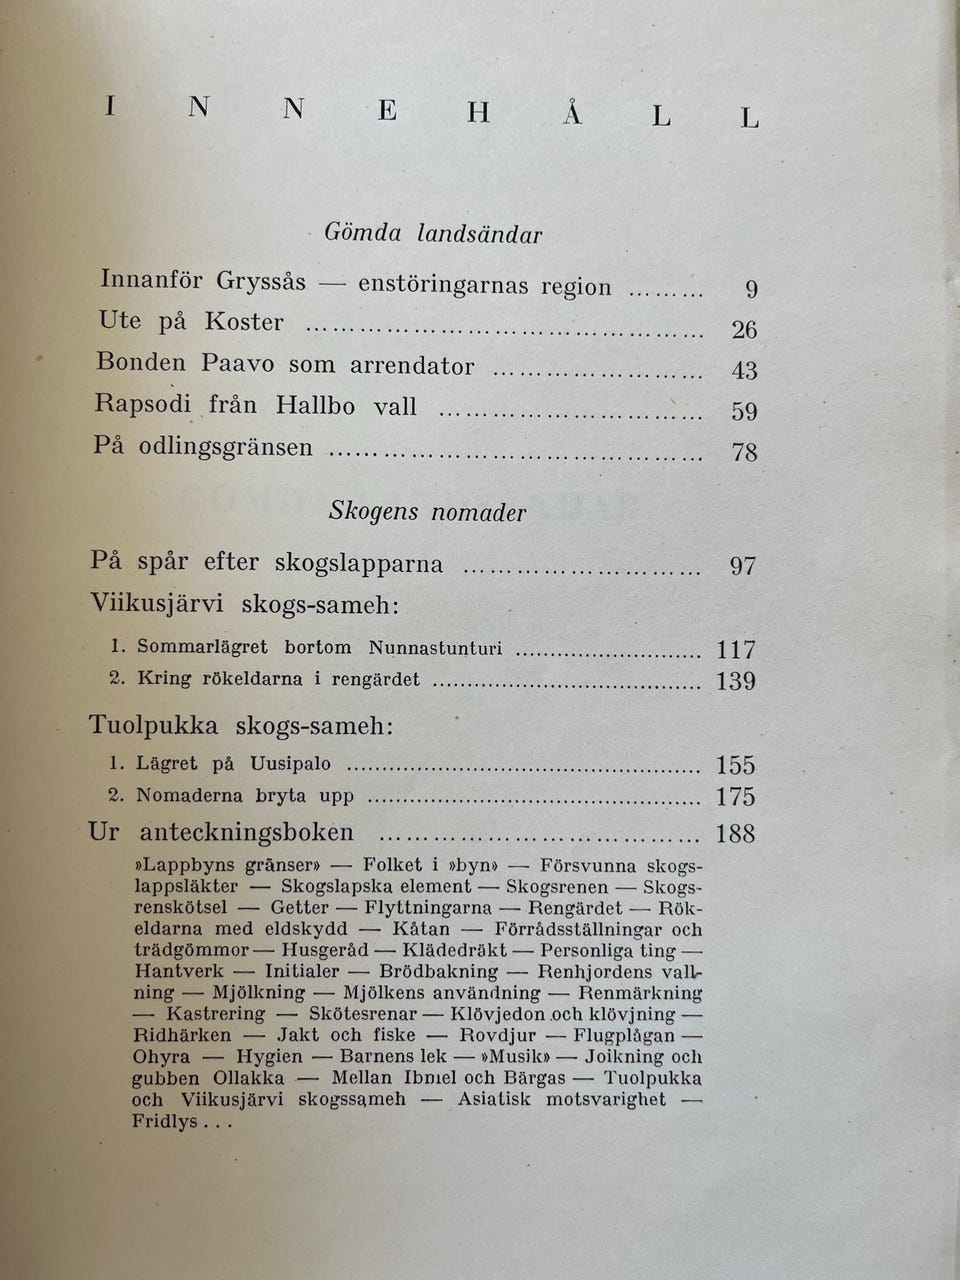 INNEHÅLL
Gömda landsändar
Innanför Gryssås — enstöringarnas region ......... 9
Ute på Koster ............................................. 26
Bonden Paavo som arrendator ........................ 43
Rapsodi från Hallbo vall .............................. 59
På odlingsgränsen .......................................... 78
Skogens nomader
På spår efter skogslapparna ........................... 97
Viikusjärvi skogs-sameh:
1. Sommarlägret bortom Nunnastunturi ............................ 117
2. Kring rökeldarna i rengärdet ........................................ 139
Tuolpukka skogs-sameh:
1. Lägret på Uusipalo ...................................................... 155
2. Nomaderna bryta upp .................................................. 175
Ur anteckningsboken .................................... 188
»Lappbyns gränser» — Folket i »byn» — Försvunna skogs-
lappsläkter — Skogslapska element — Skogsrenen — Skogs-
renskötsel — Getter — Flyttningarna — Rengärdet — Rök-
eldarna med eldskydd — Kåtan — Förrådsställningar och
trädgömmor — Husgeråd — Klädedräkt — Personliga ting —
Hantverk — Initialer — Brödbakning — Renhjordens vall-
ning — Mjölkning — Mjölkens användning — Renmärkning
— Kastrering — Skötesrenar — Klövjedon och klövjning —
Ridhärken — Jakt och fiske — Rovdjur — Flugplågan —
Ohyra — Hygien — Barnens lek — »Musik» — Joikning och
gubben Ollakka — Mellan Ibmel och Bärgas — Tuolpukka
och Viikusjärvi skogssameh — Asiatisk motsvarighet —
Fridlys . . .